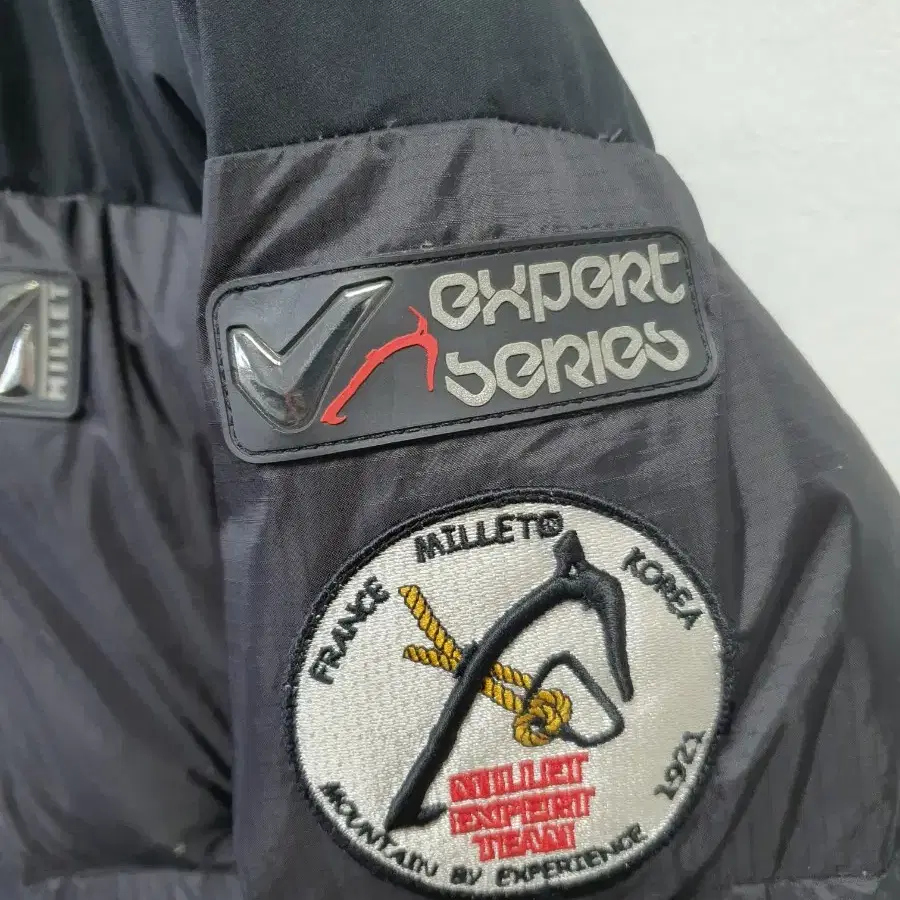 MILLET
expert
series
FRANCE MILLET® KOREA
MILLET
EXPERT
TEAM
MOUNTAIN BY EXPERIENCE 1921